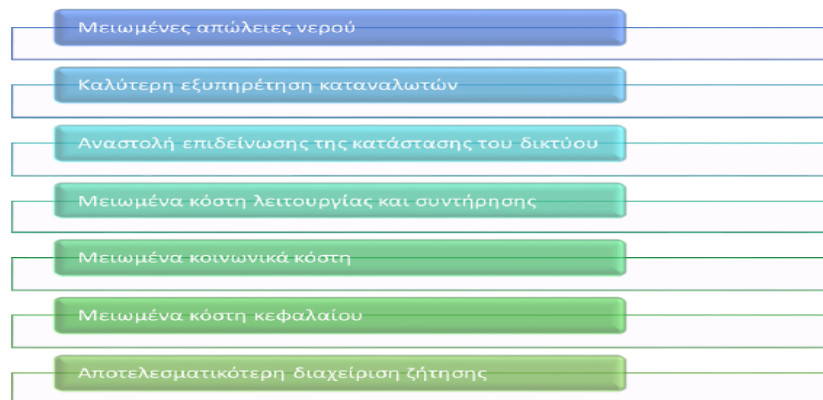 Μειωμένες απώλειες νερού
Καλύτερη εξυπηρέτηση καταναλωτών
Αναστολή επιδείνωσης της κατάστασης του δικτύου
Μειωμένα κόστη λειτουργίας και συντήρησης
Μειωμένα κοινωνικά κόστη
Μειωμένα κόστη κεφαλαίου
Αποτελεσματικότερη διαχείριση ζήτησης